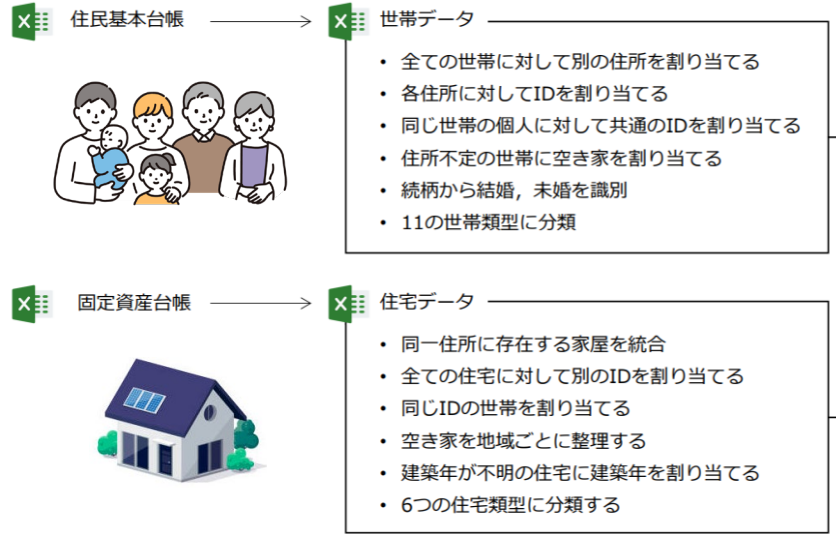 住民基本台帳
世帯データ
• 全ての世帯に対して別の住所を割り当てる
• 各住所に対してIDを割り当てる
• 同じ世帯の個人に対して共通のIDを割り当てる
• 住所不定の世帯に空き家を割り当てる
• 続柄から結婚，未婚を識別
• 11の世帯類型に分類
固定資産台帳
住宅データ
• 同一住所に存在する家屋を統合
• 全ての住宅に対して別のIDを割り当てる
• 同じIDの世帯を割り当てる
• 空き家を地域ごとに整理する
• 建築年が不明の住宅に建築年を割り当てる
• 6つの住宅類型に分類する